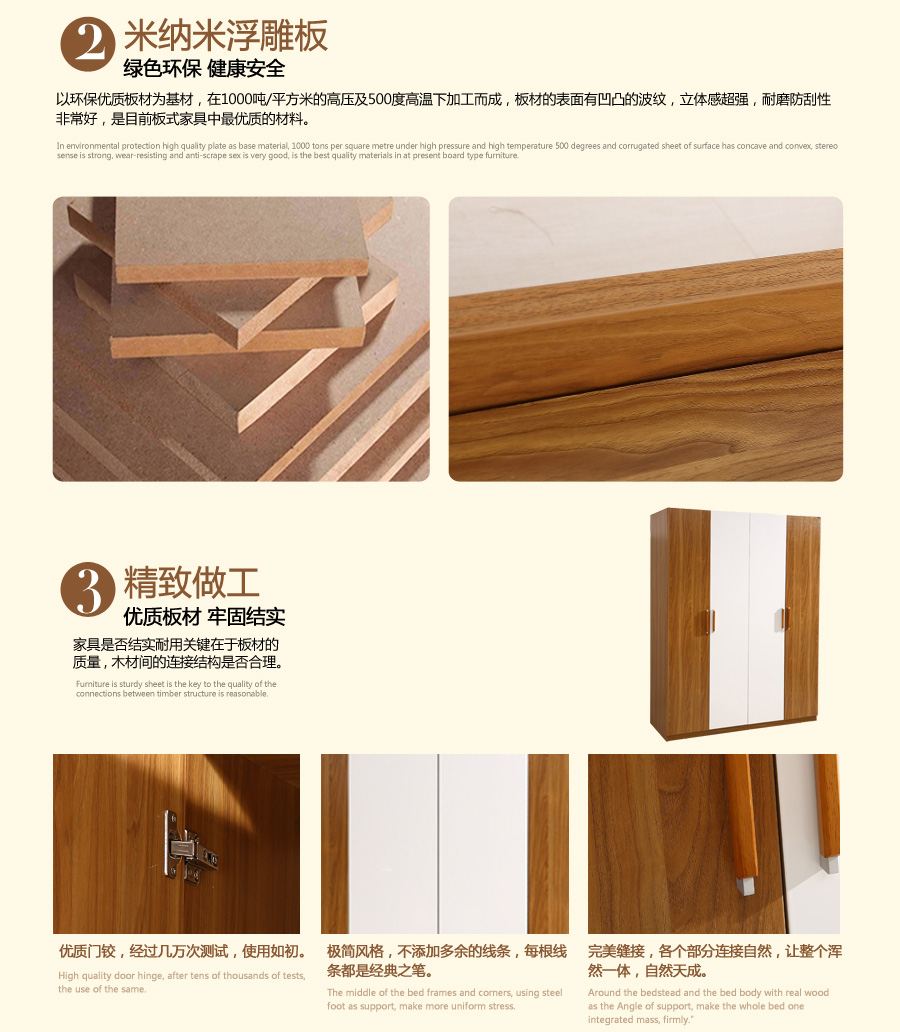 2 米纳米浮雕板
绿色环保 健康安全
以环保优质板材为基材，在1000吨/平方米的高压及500度高温下加工而成，板材的表面有凹凸的波纹，立体感超强，耐磨防刮性
非常好，是目前板式家具中最优质的材料。
In environmental protection high quality plate as base material, 1000 tons per square metre under high pressure and high temperature 500 degrees and corrugated sheet of surface has concave and convex, stereo
sense is strong, wear-resisting and anti-scrape sex is very good, is the best quality materials in at present board type furniture.
3 精致做工
优质板材 牢固结实
家具是否结实耐用关键在于板材的
质量，木材间的连接结构是否合理。
Furniture is sturdy sheet is the key to the quality of the
connections between timber structure is reasonable.
优质门铰，经过几万次测试，使用如初。
High quality door hinge, after tens of thousands of tests,
the use of the same.
极简风格，不添加多余的线条，每根线
条都是经典之笔。
The middle of the bed frames and corners, using steel
foot as support, make more uniform stress.
完美缝接，各个部分连接自然，让整个浑
然一体，自然天成。
Around the bedstead and the bed body with real wood
as the Angle of support, make the whole bed one
integrated mass, firmly."